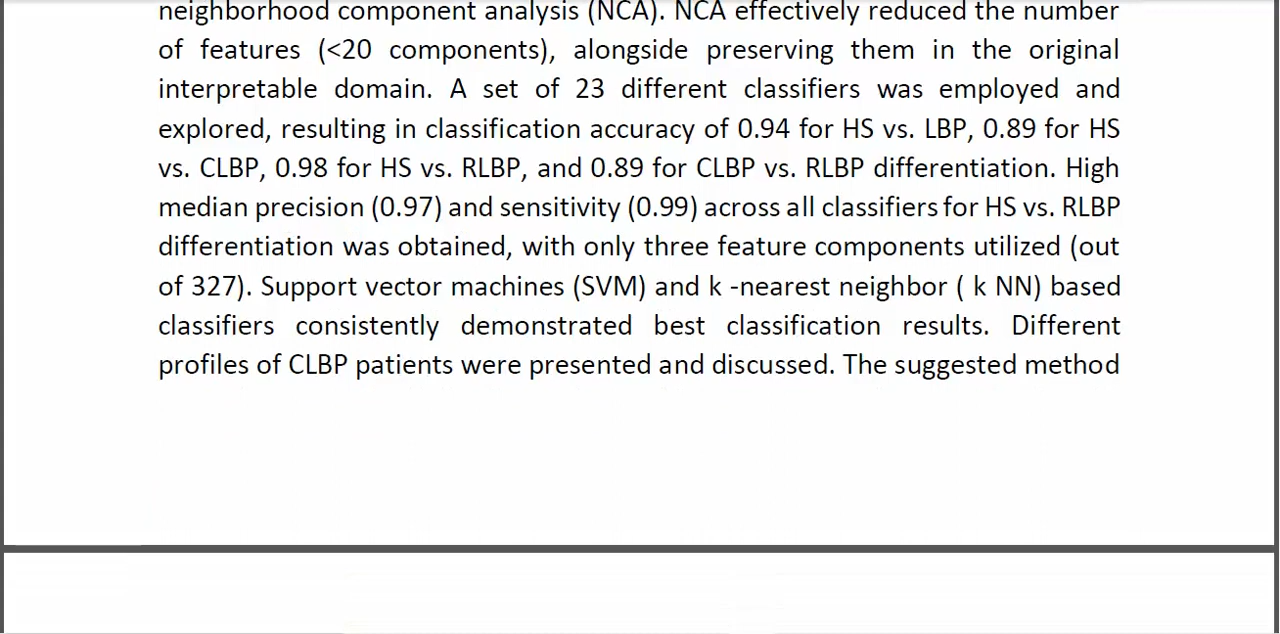 neighborhood component analysis (NCA). NCA effectively reduced the number
of features (<20 components), alongside preserving them in the original
interpretable domain. A set of 23 different classifiers was employed and
explored, resulting in classification accuracy of 0.94 for HS vs. LBP, 0.89 for HS
vs. CLBP, 0.98 for HS vs. RLBP, and 0.89 for CLBP vs. RLBP differentiation. High
median precision (0.97) and sensitivity (0.99) across all classifiers for HS vs. RLBP
differentiation was obtained, with only three feature components utilized (out
of 327). Support vector machines (SVM) and k -nearest neighbor ( k NN) based
classifiers consistently demonstrated best classification results. Different
profiles of CLBP patients were presented and discussed. The suggested method